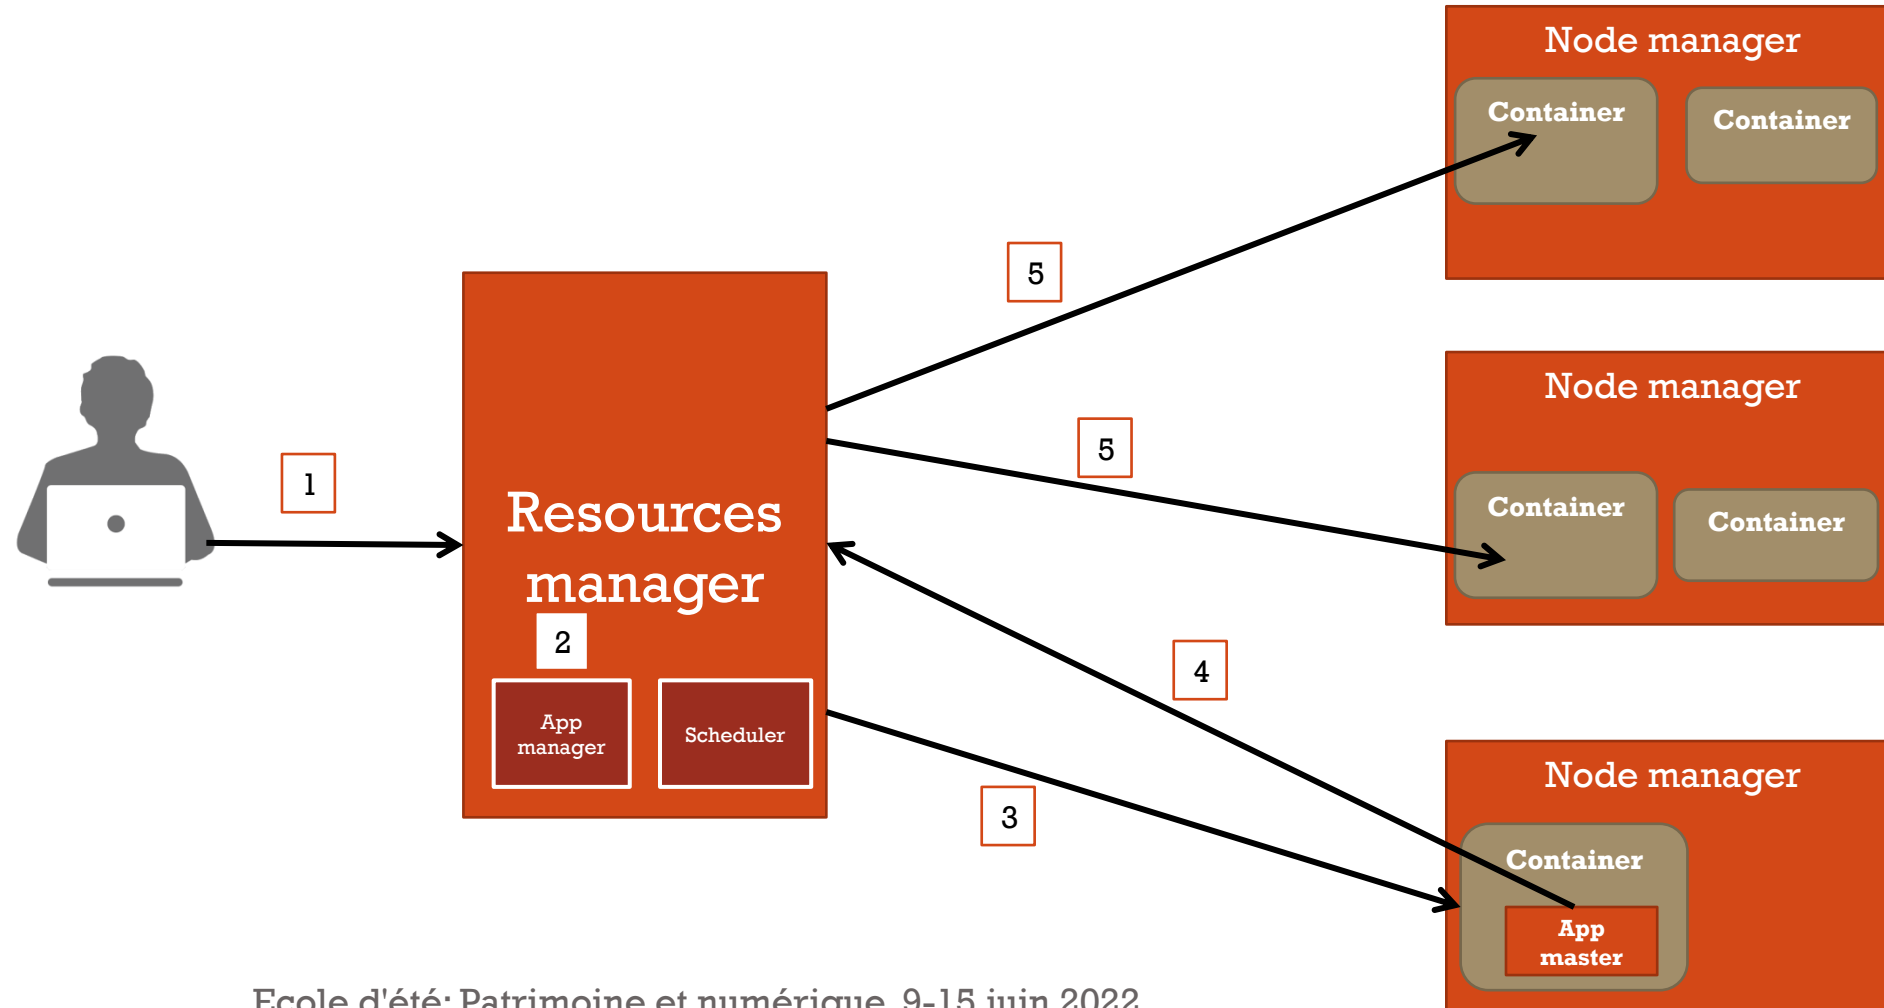 Node manager
Container
Container
5
Node manager
5
1
Container
Container
Resources
manager
2
4
App
manager
Scheduler
Node manager
3
Container
App
master
Ecole d'été: Patrimoine et numérique, 9-15 juin 2022